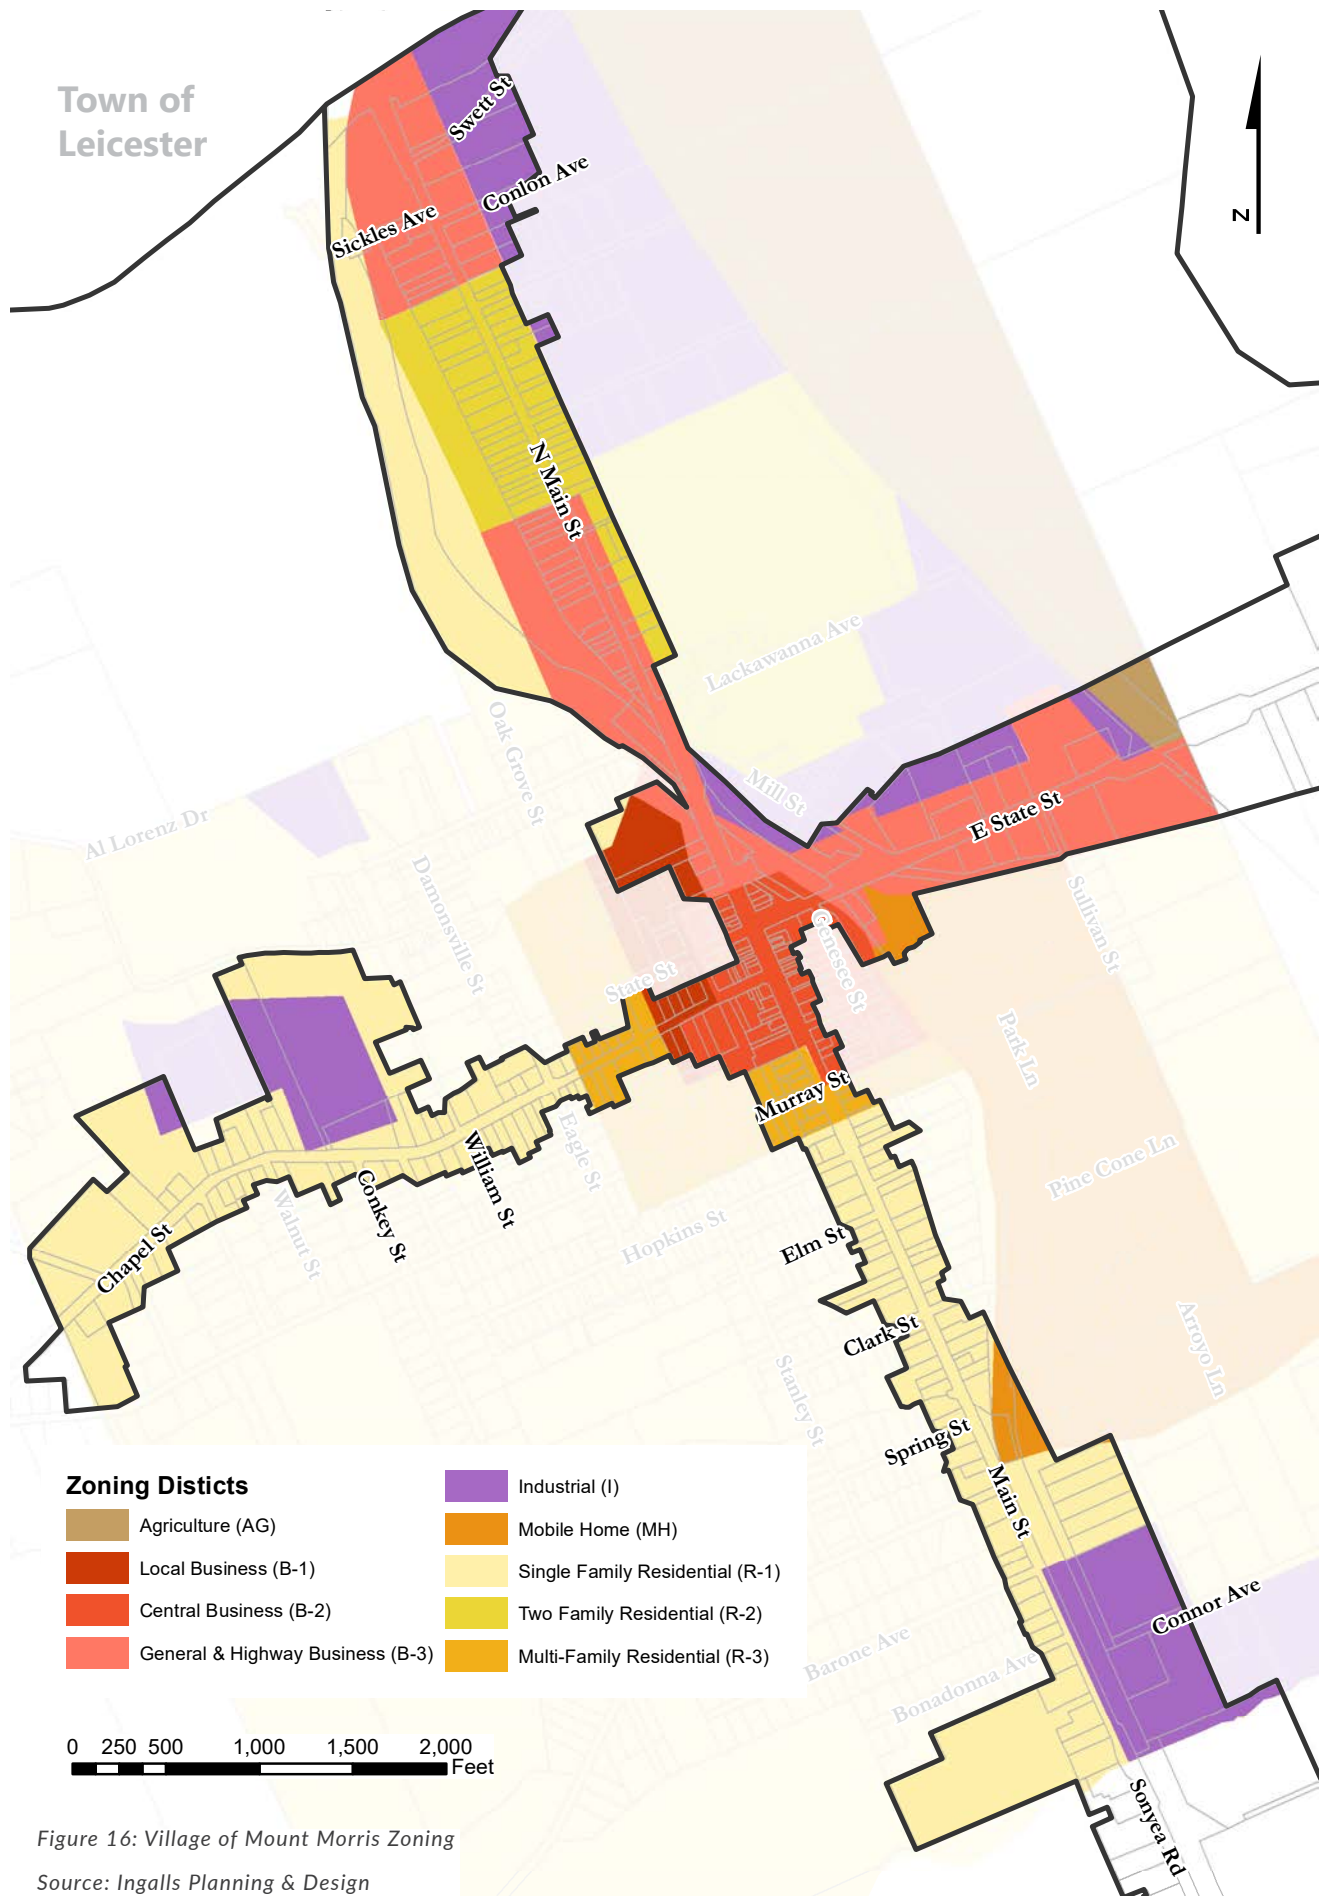 Town of
Leicester
Swett St
Conlon Ave
Sickles Ave
Z
N Main St
Lackawanna Ave
Oak Grove St
Mill St
E State St
Al Lorenz Dr
Damonsville St
Sullivan St
Genesee St
State St
Park Ln
Murray St
Eagle St
William St
Pine Cone Ln
Conkey St
Walnut St
Hopkins St
Elm St
Chapel St
Clark St
Arroyo Ln
Stanley St
Spring St
Main St
Connor Ave
Barone Ave
Bonadonna Ave
Sonyea Rd
Zoning Disticts
Agriculture (AG)
Local Business (B-1)
Central Business (B-2)
General & Highway Business (B-3)
Industrial (I)
Mobile Home (MH)
Single Family Residential (R-1)
Two Family Residential (R-2)
Multi-Family Residential (R-3)
0 250 500 1,000 1,500 2,000
Feet
Figure 16: Village of Mount Morris Zoning
Source: Ingalls Planning & Design